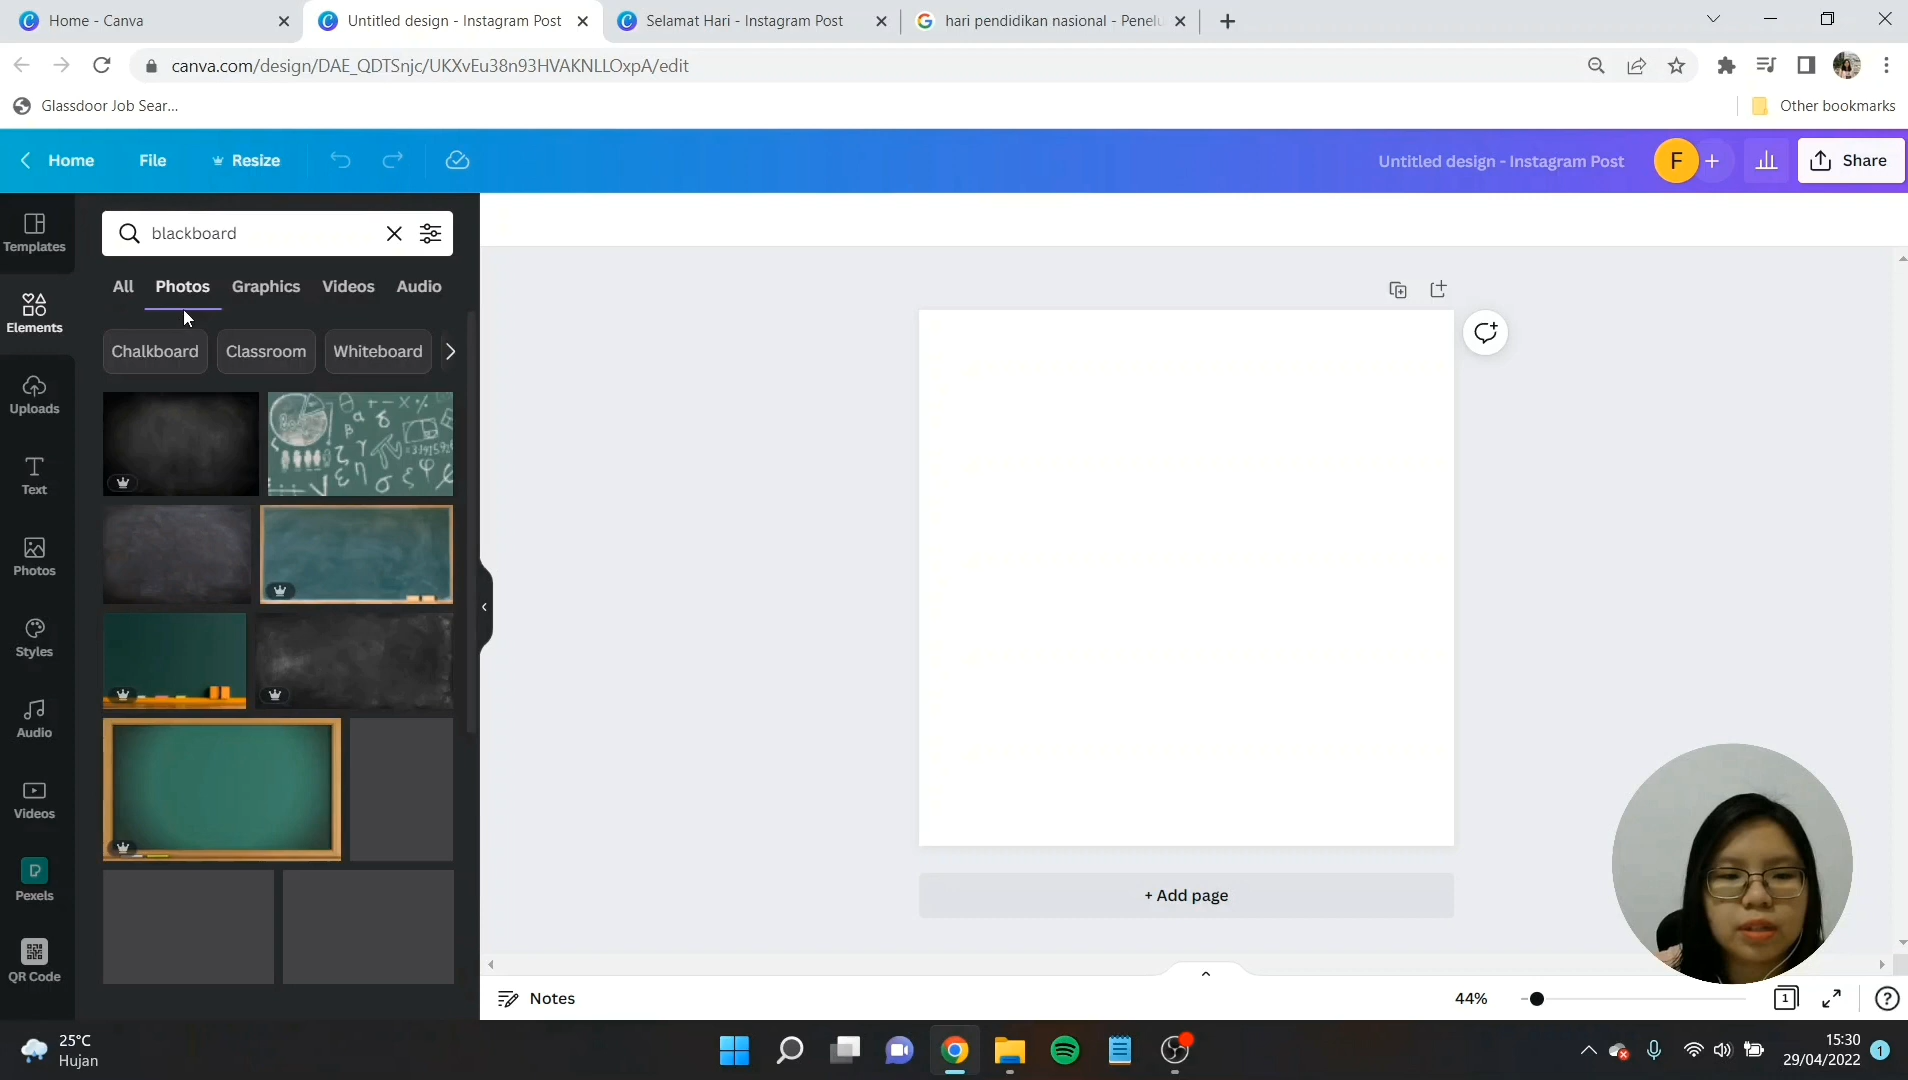 Home - Canva
Untitled design - Instagram Post
Selamat Hari - Instagram Post
hari pendidikan nasional - Penelu
canva.com/design/DAE_QDTSnjc/UKXvEu38n93HVAKNLLOxpA/edit
Glassdoor Job Sear...
Other bookmarks
Home
File
Resize
Untitled design - Instagram Post
F
Share
Templates
Elements
Uploads
Text
Photos
Styles
Audio
Videos
Pexels
QR Code
blackboard
All
Photos
Graphics
Videos
Audio
Chalkboard
Classroom
Whiteboard
+ Add page
Notes
44%
1
25°C
Hujan
15:30
29/04/2022
1